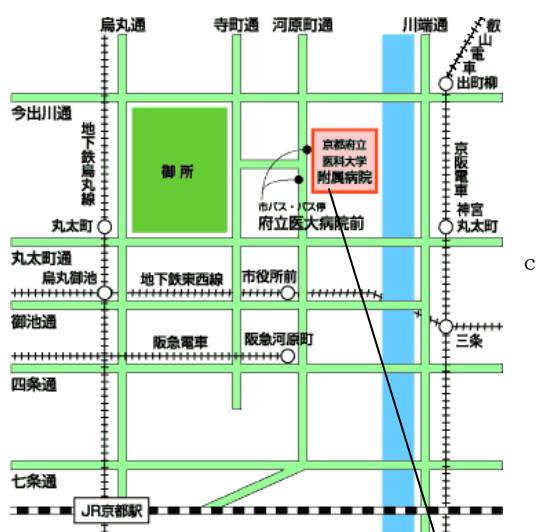 烏丸通
寺町通
河原町通
川端通
叡山電車
出町柳
今出川通
地下鉄烏丸線
御所
京都府立
医科大学
附属病院
京阪電車
市バス・バス停
府立医大病院前
神宮
丸太町
丸太町
丸太町通
烏丸御池
地下鉄東西線
市役所前
c
御池通
阪急電車
阪急河原町
三条
四条通
七条通
JR京都駅